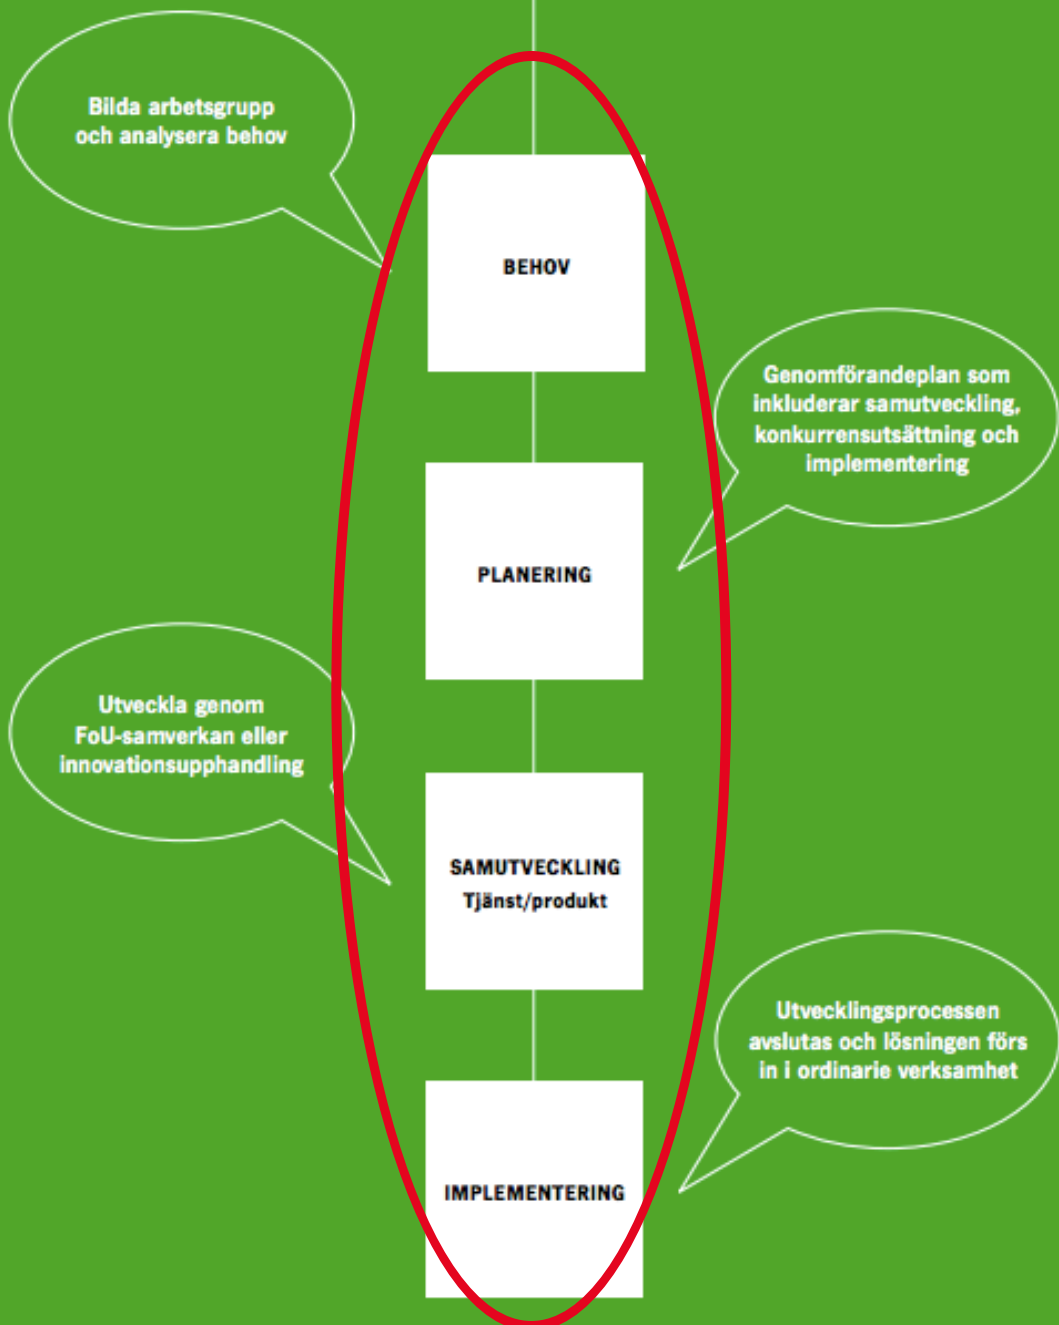 Bilda arbetsgrupp
och analysera behov
BEHOV
Genomförandeplan som
inkluderar samutveckling,
konkurrensutsättning och
implementering
PLANERING
Utveckla genom
FoU-samverkan eller
innovationsupphandling
SAMUTVECKLING
Tjänst/produkt
Utvecklingsprocessen
avslutas och lösningen förs
in i ordinarie verksamhet
IMPLEMENTERING